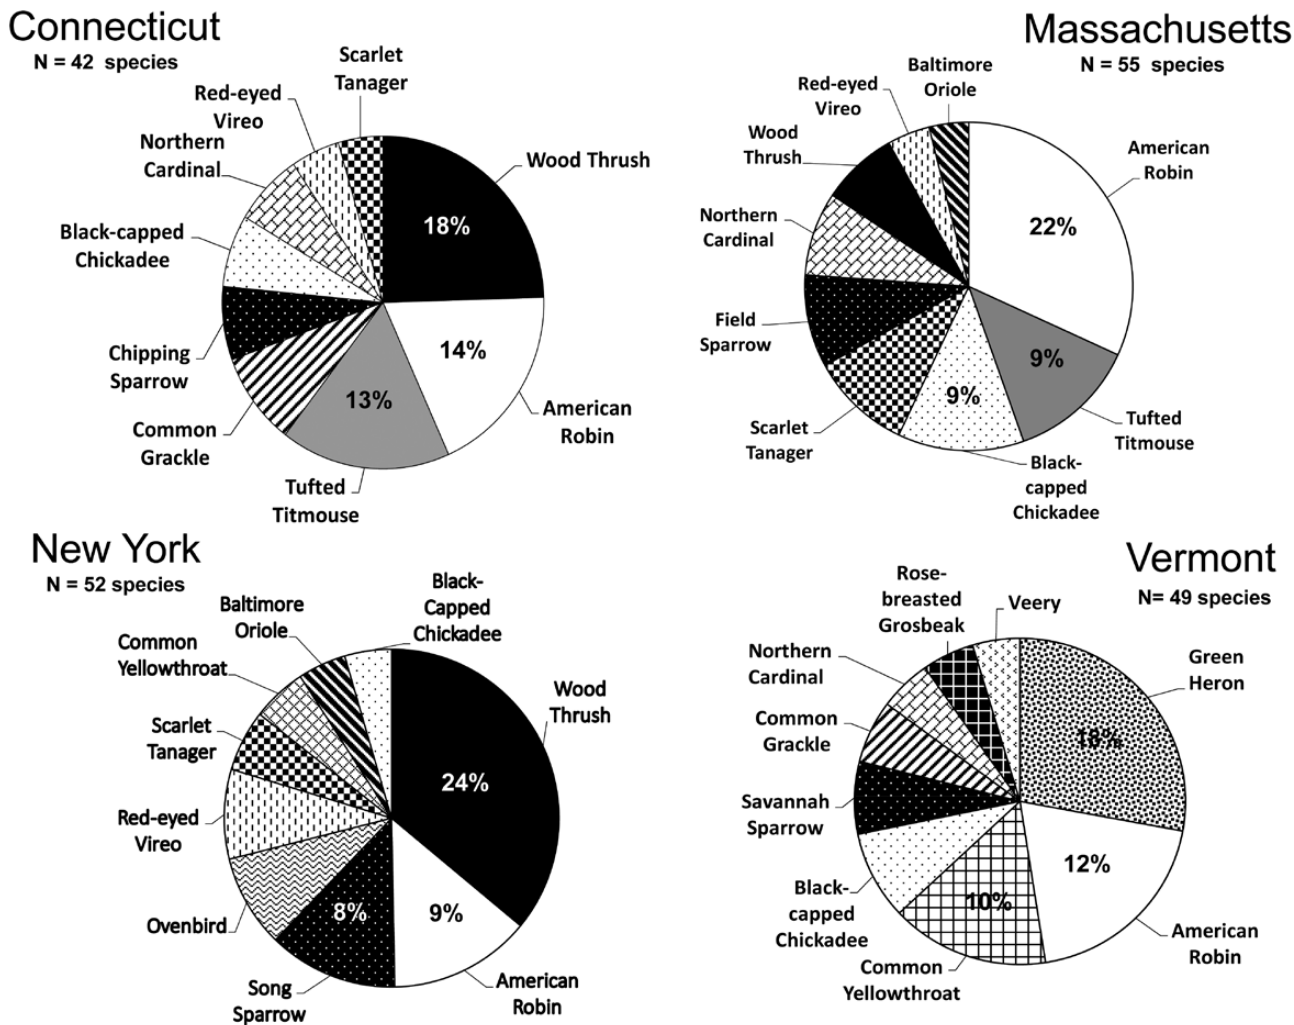 Connecticut
N = 42 species
Scarlet
Tanager
Red-eyed
Vireo
Northern
Cardinal
Wood Thrush
18%
Black-capped
Chickadee
14%
Chipping
Sparrow
13%
American
Robin
Common
Grackle
Tufted
Titmouse
Massachusetts
N = 55 species
Baltimore
Oriole
Red-eyed
Vireo
Wood
Thrush
American
Robin
22%
Northern
Cardinal
Field
Sparrow
9%
9%
Scarlet
Tanager
Tufted
Titmouse
Black-
capped
Chickadee
New York
N = 52 species
Black-
Capped
Chickadee
Baltimore
Oriole
Common
Yellowthroat
Wood
Thrush
Scarlet
Tanager
24%
Red-eyed
Vireo
8%
9%
Ovenbird
Song
Sparrow
American
Robin
Vermont
N= 49 species
Rose-
breasted
Grosbeak
Veery
Northern
Cardinal
Green
Heron
Common
Grackle
18%
Savannah
Sparrow
12%
Black-
capped
Chickadee
10%
American
Robin
Common
Yellowthroat